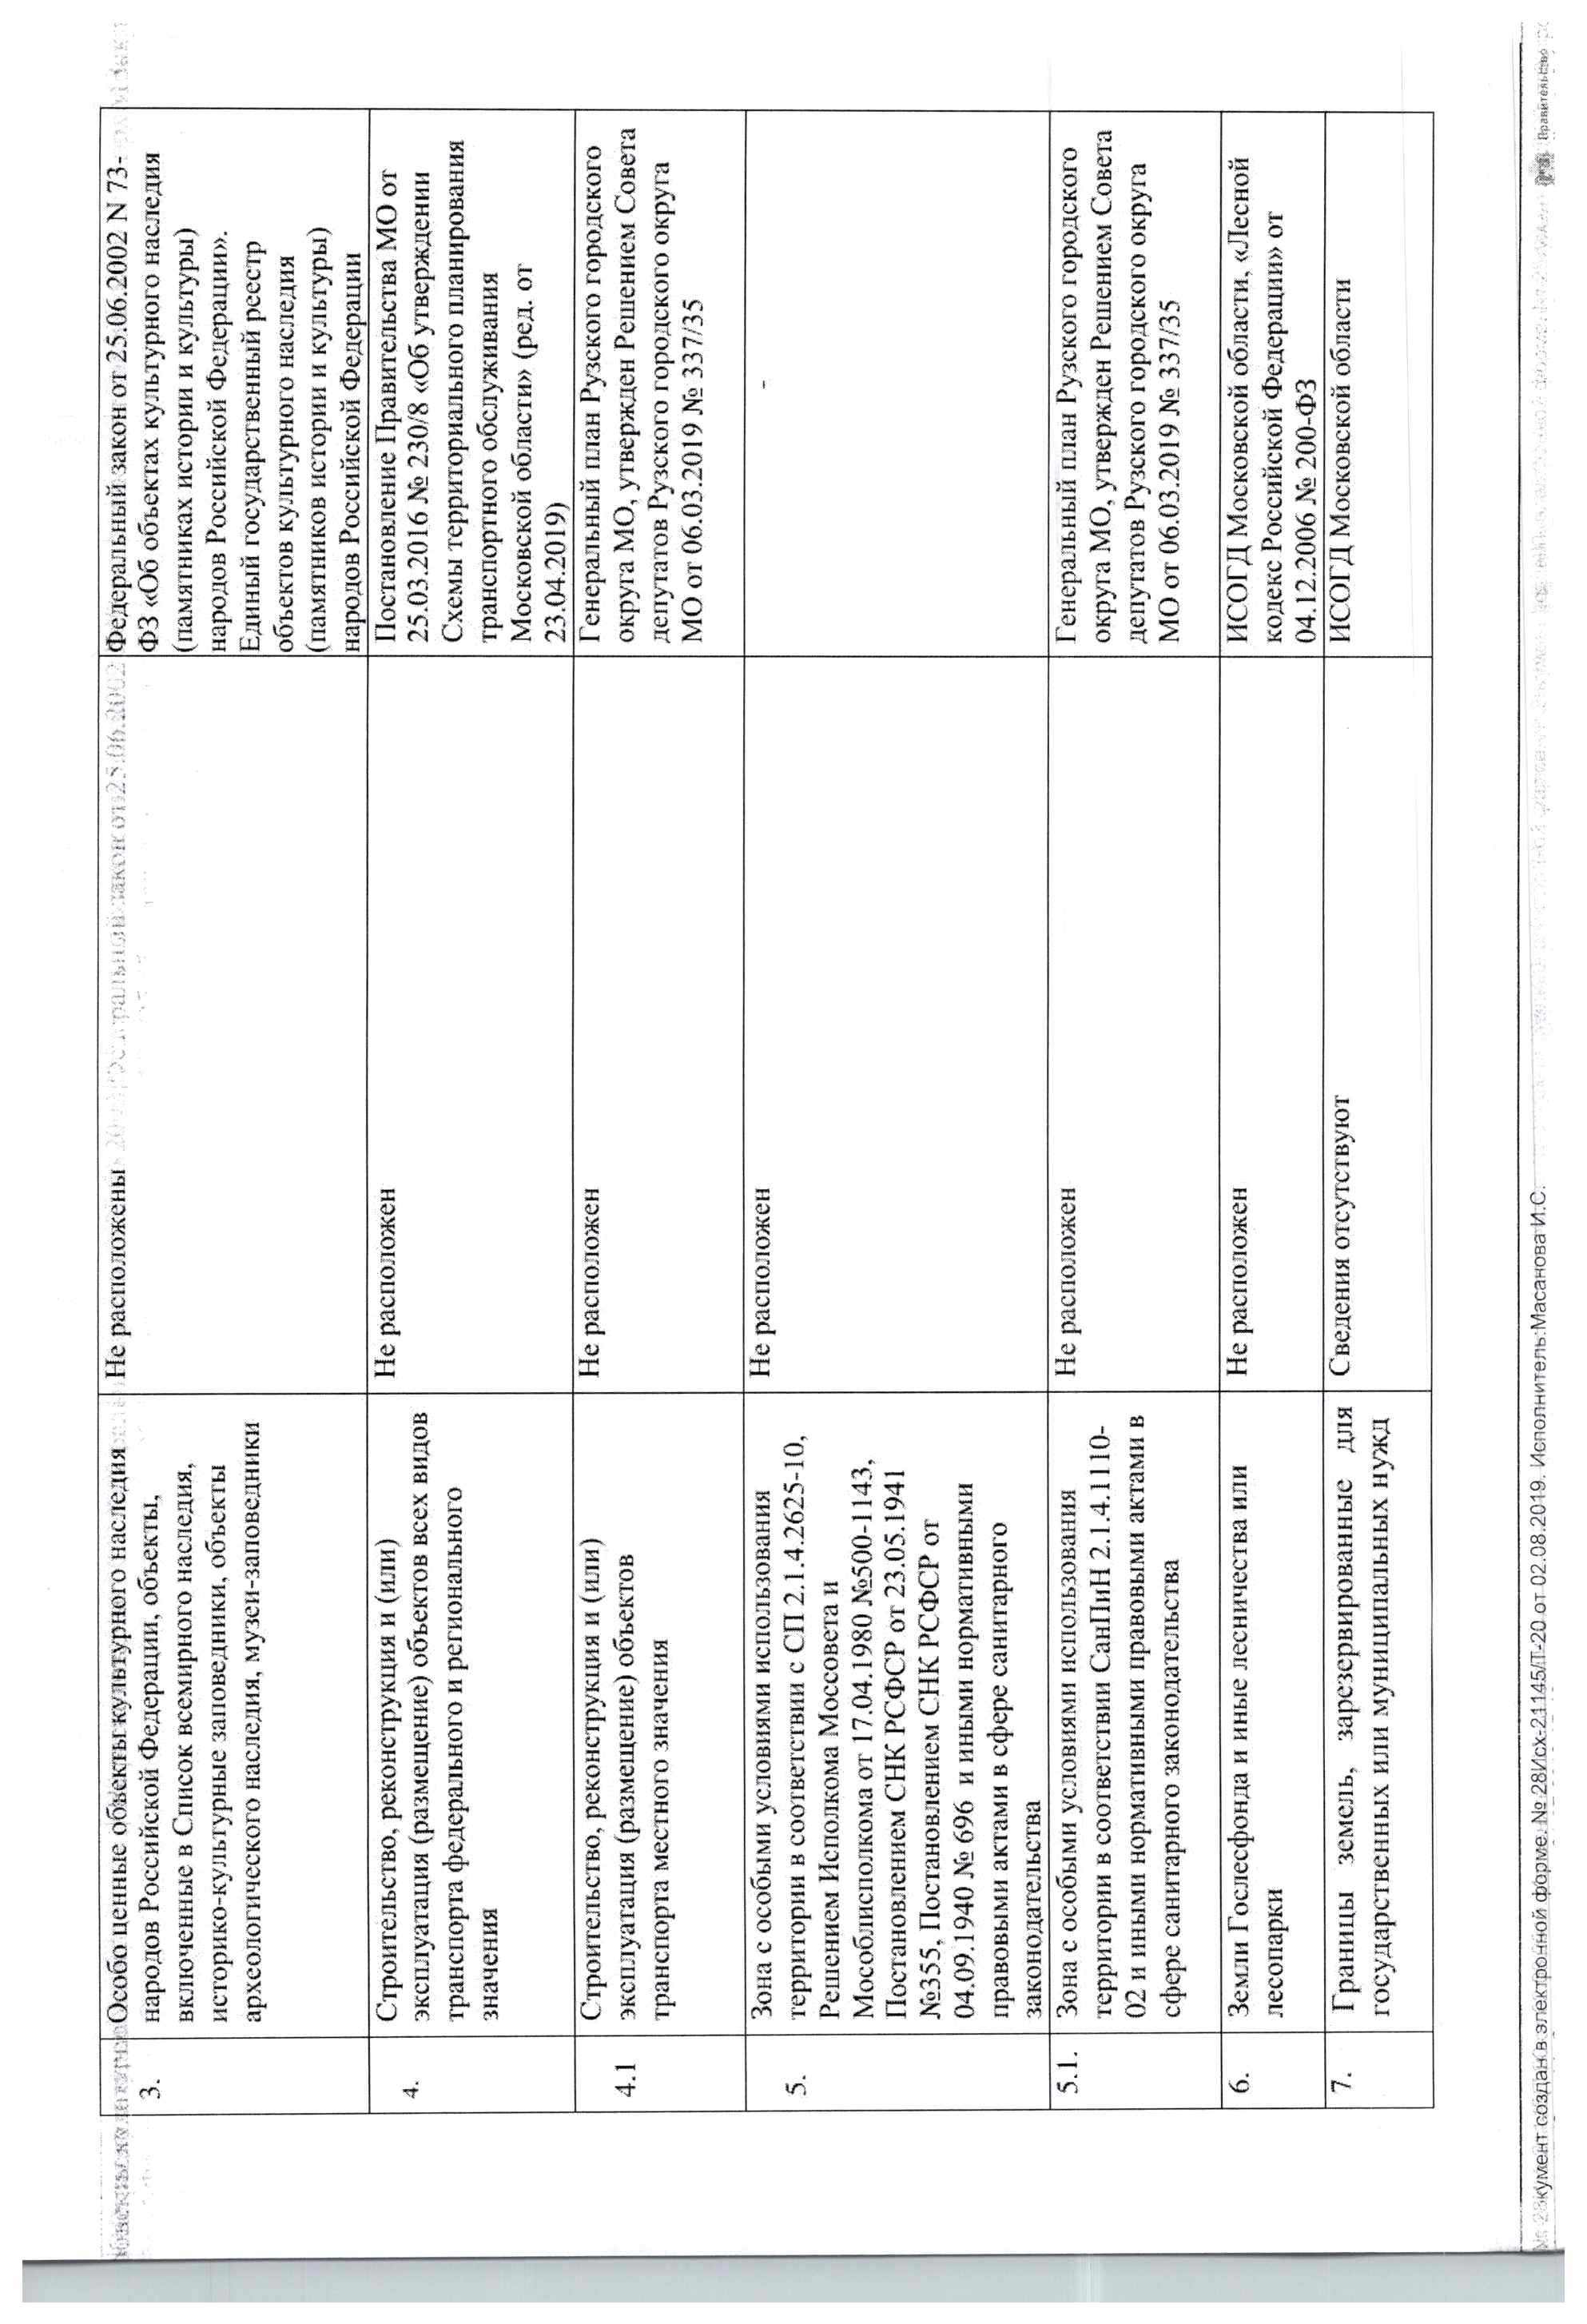 3.
Особо ценные объекты культурного наследия
народов Российской Федерации, объекты,
включенные в Список всемирного наследия,
историко-культурные заповедники, объекты
археологического наследия, музеи-заповедники
Не расположены
Федеральный закон от 25.06.2002 N 73-
ФЗ «Об объектах культурного наследия
(памятниках истории и культуры)
народов Российской Федерации».
Единый государственный реестр
объектов культурного наследия
(памятников истории и культуры)
народов Российской Федерации
4.
Строительство, реконструкция и (или)
эксплуатация (размещение) объектов всех видов
транспорта федерального и регионального
значения
Не расположен
Постановление Правительства МО от
25.03.2016 № 230/8 «Об утверждении
Схемы территориального планирования
транспортного обслуживания
Московской области» (ред. от
23.04.2019)
4.1
Строительство, реконструкция и (или)
эксплуатация (размещение) объектов
транспорта местного значения
Не расположен
Генеральный план Рузского городского
округа МО, утвержден Решением Совета
депутатов Рузского городского округа
МО от 06.03.2019 № 337/35
5.
Зона с особыми условиями использования
территории в соответствии с СП 2.1.4.2625-10,
Решением Исполкома Моссовета и
Мособлисполкома от 17.04.1980 №500-1143,
Постановлением СНК РСФСР от 23.05.1941
№355, Постановлением СНК РСФСР от
04.09.1940 № 696 и иными нормативными
правовыми актами в сфере санитарного
законодательства
Не расположен
-
5.1.
Зона с особыми условиями использования
территории в соответствии СанПиН 2.1.4.1110-
02 и иными нормативными правовыми актами в
сфере санитарного законодательства
Не расположен
Генеральный план Рузского городского
округа МО, утвержден Решением Совета
депутатов Рузского городского округа
МО от 06.03.2019 № 337/35
6.
Земли Гослесфонда и иные лесничества или
лесопарки
Не расположен
ИСОГД Московской области, «Лесной
кодекс Российской Федерации» от
04.12.2006 № 200-ФЗ
7.
Границы земель, зарезервированные для
государственных или муниципальных нужд
Сведения отсутствуют
ИСОГД Московской области
кумент создан в электронной форме. № 28Исх-21145/Т-20 от 02.08.2019. Исполнитель:Масанова И.С.
Правительство